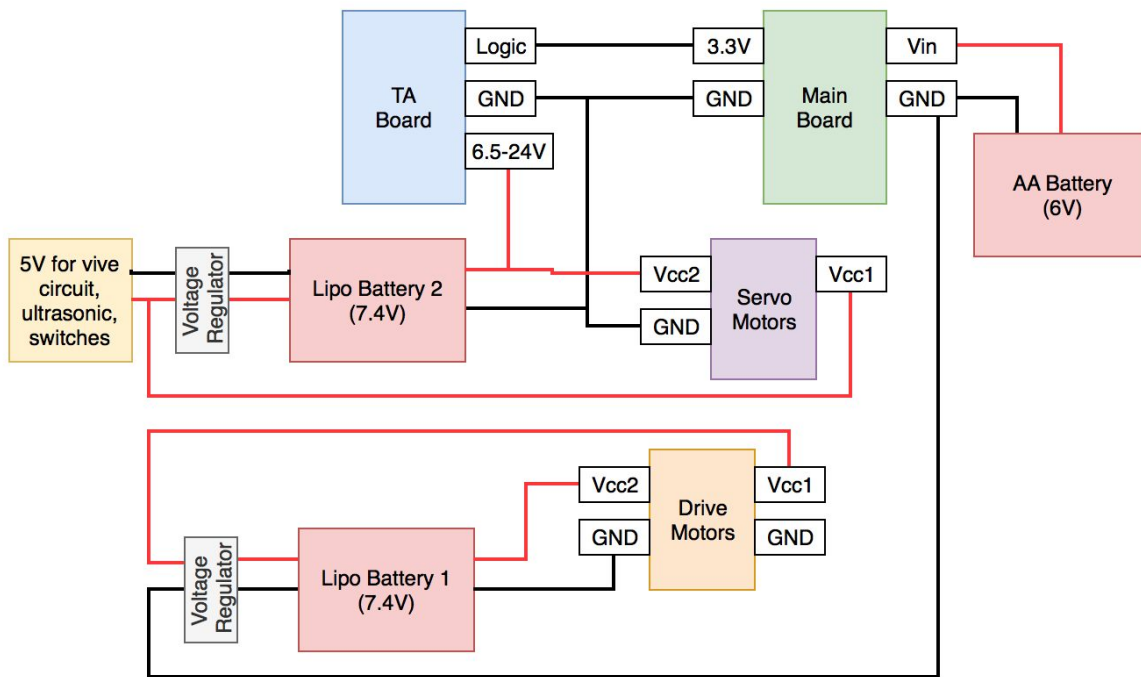 TA
Board
Logic
GND
6.5-24V
3.3V
GND
Main
Board
Vin
GND
AA Battery
(6V)
5V for vive
circuit,
ultrasonic,
switches
Voltage
Regulator
Lipo Battery 2
(7.4V)
Vcc2
GND
Servo
Motors
Vcc1
Voltage
Regulator
Lipo Battery 1
(7.4V)
Vcc2
GND
Drive
Motors
Vcc1
GND